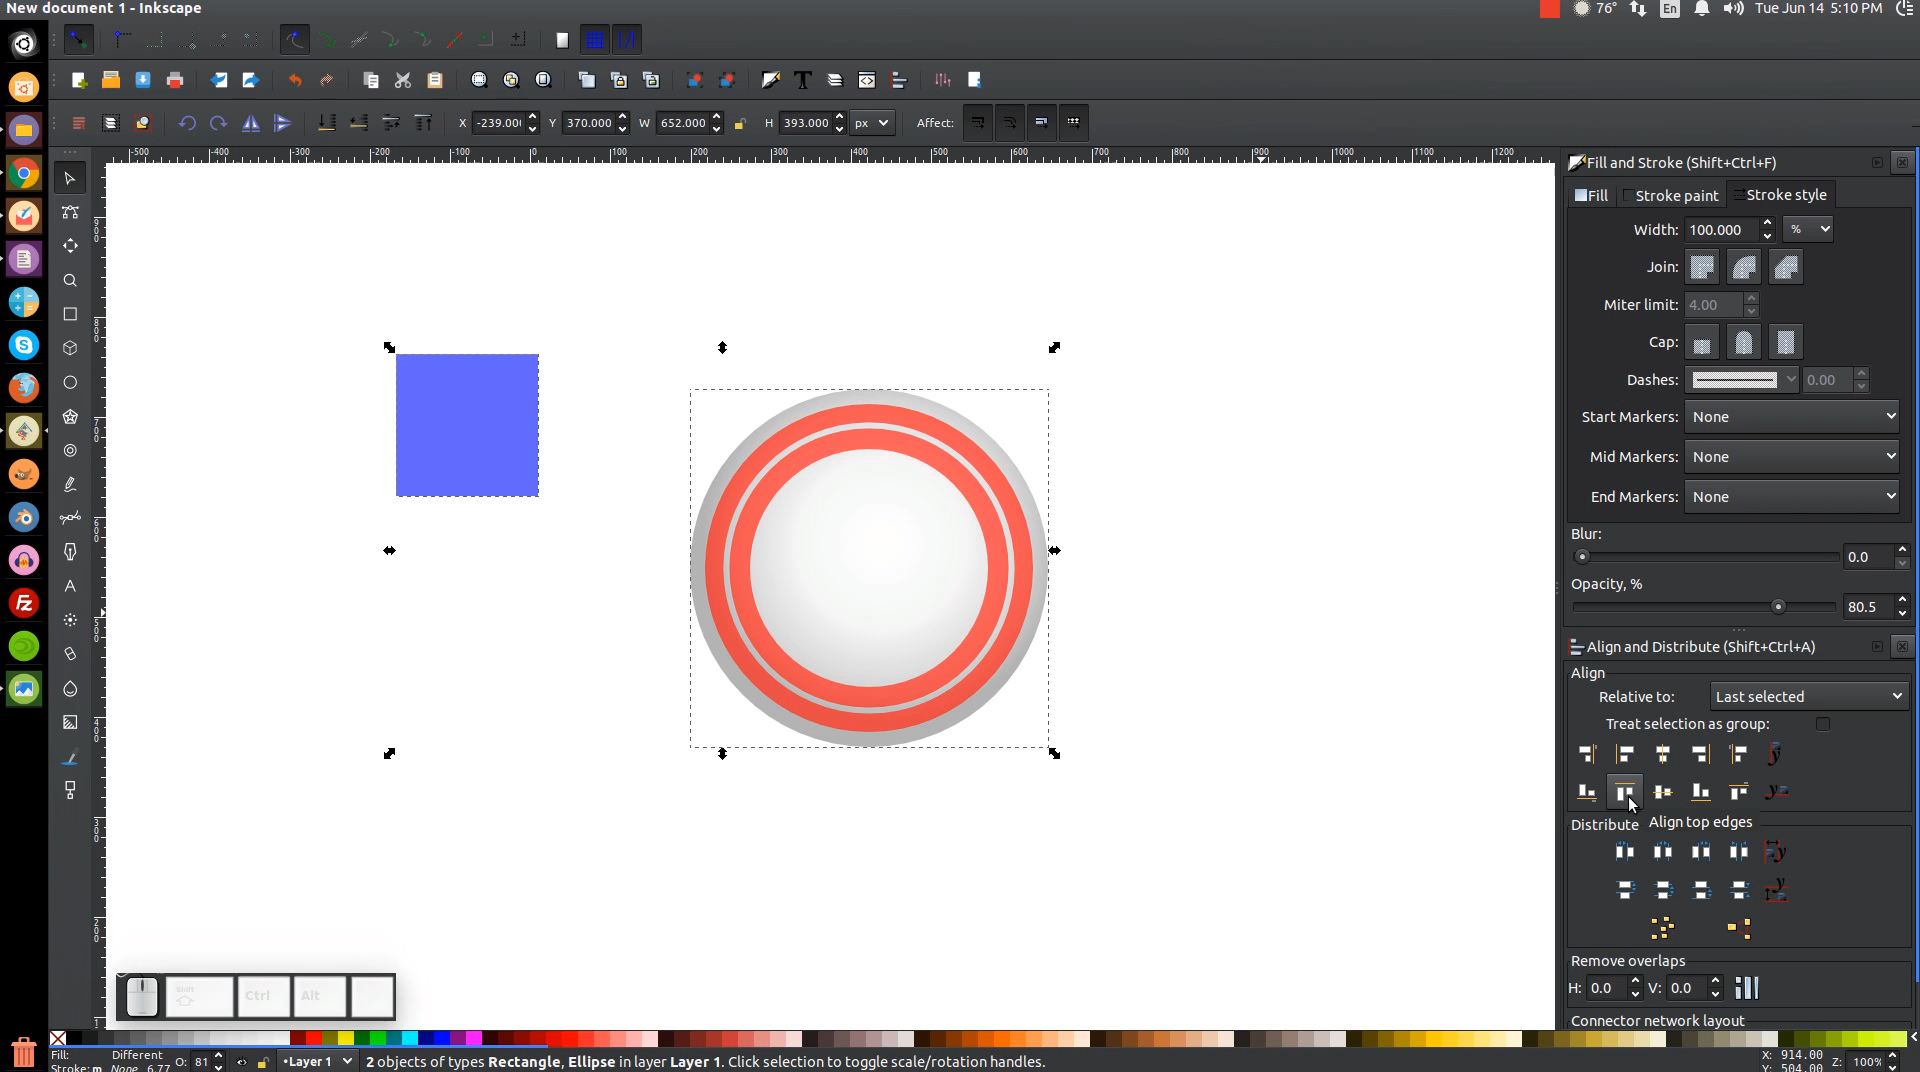 New document 1 - Inkscape
76° En Tue Jun 14 5:10 PM
X -239.00 Y 370.000 W 652.000 H 393.000 px Affect:
-500 -400 -300 -200 -100 0 100 200 300 400 500 600 700 800 900 1000 1100 1200
Fill and Stroke (Shift+Ctrl+F)
Fill Stroke paint Stroke style
Width: 100.000 %
Join:
Miter limit: 4.00
Cap:
Dashes: 0.00
Start Markers: None
Mid Markers: None
End Markers: None
Blur:
0.0
Opacity, %
80.5
Align and Distribute (Shift+Ctrl+A)
Align
Relative to: Last selected
Treat selection as group:
Distribute Align top edges
Remove overlaps
H: 0.0 V: 0.0
Connector network layout
Shift Ctrl Alt
Fill: Different O: 81 Layer 1 2 objects of types Rectangle, Ellipse in layer Layer 1. Click selection to toggle scale/rotation handles. X: 914.00 Z: 100%
Stroke: m None 6.77 Y: 504.00